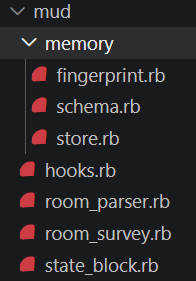 mud
memory
fingerprint.rb
schema.rb
store.rb
hooks.rb
room_parser.rb
room_survey.rb
state_block.rb